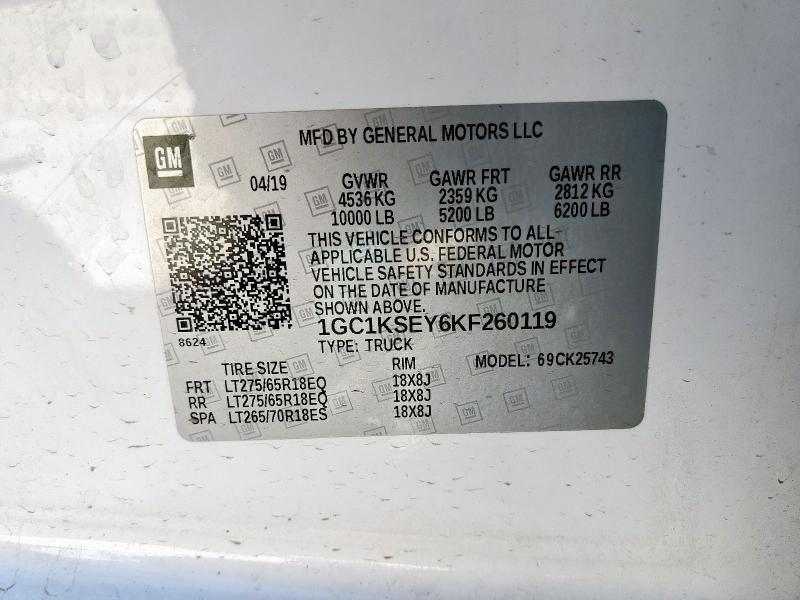 MFD BY GENERAL MOTORS LLC
GM
04/19 GVWR GAWR FRT GAWR RR
4536 KG 2359 KG 2812 KG
10000 LB 5200 LB 6200 LB
THIS VEHICLE CONFORMS TO ALL
APPLICABLE U.S. FEDERAL MOTOR
VEHICLE SAFETY STANDARDS IN EFFECT
ON THE DATE OF MANUFACTURE
SHOWN ABOVE.
1GC1KSEY6KF260119
8624
TYPE: TRUCK
TIRE SIZE RIM MODEL: 69CK25743
FRT LT275/65R18EQ 18X8J
RR LT275/65R18EQ 18X8J
SPA LT265/70R18ES 18X8J